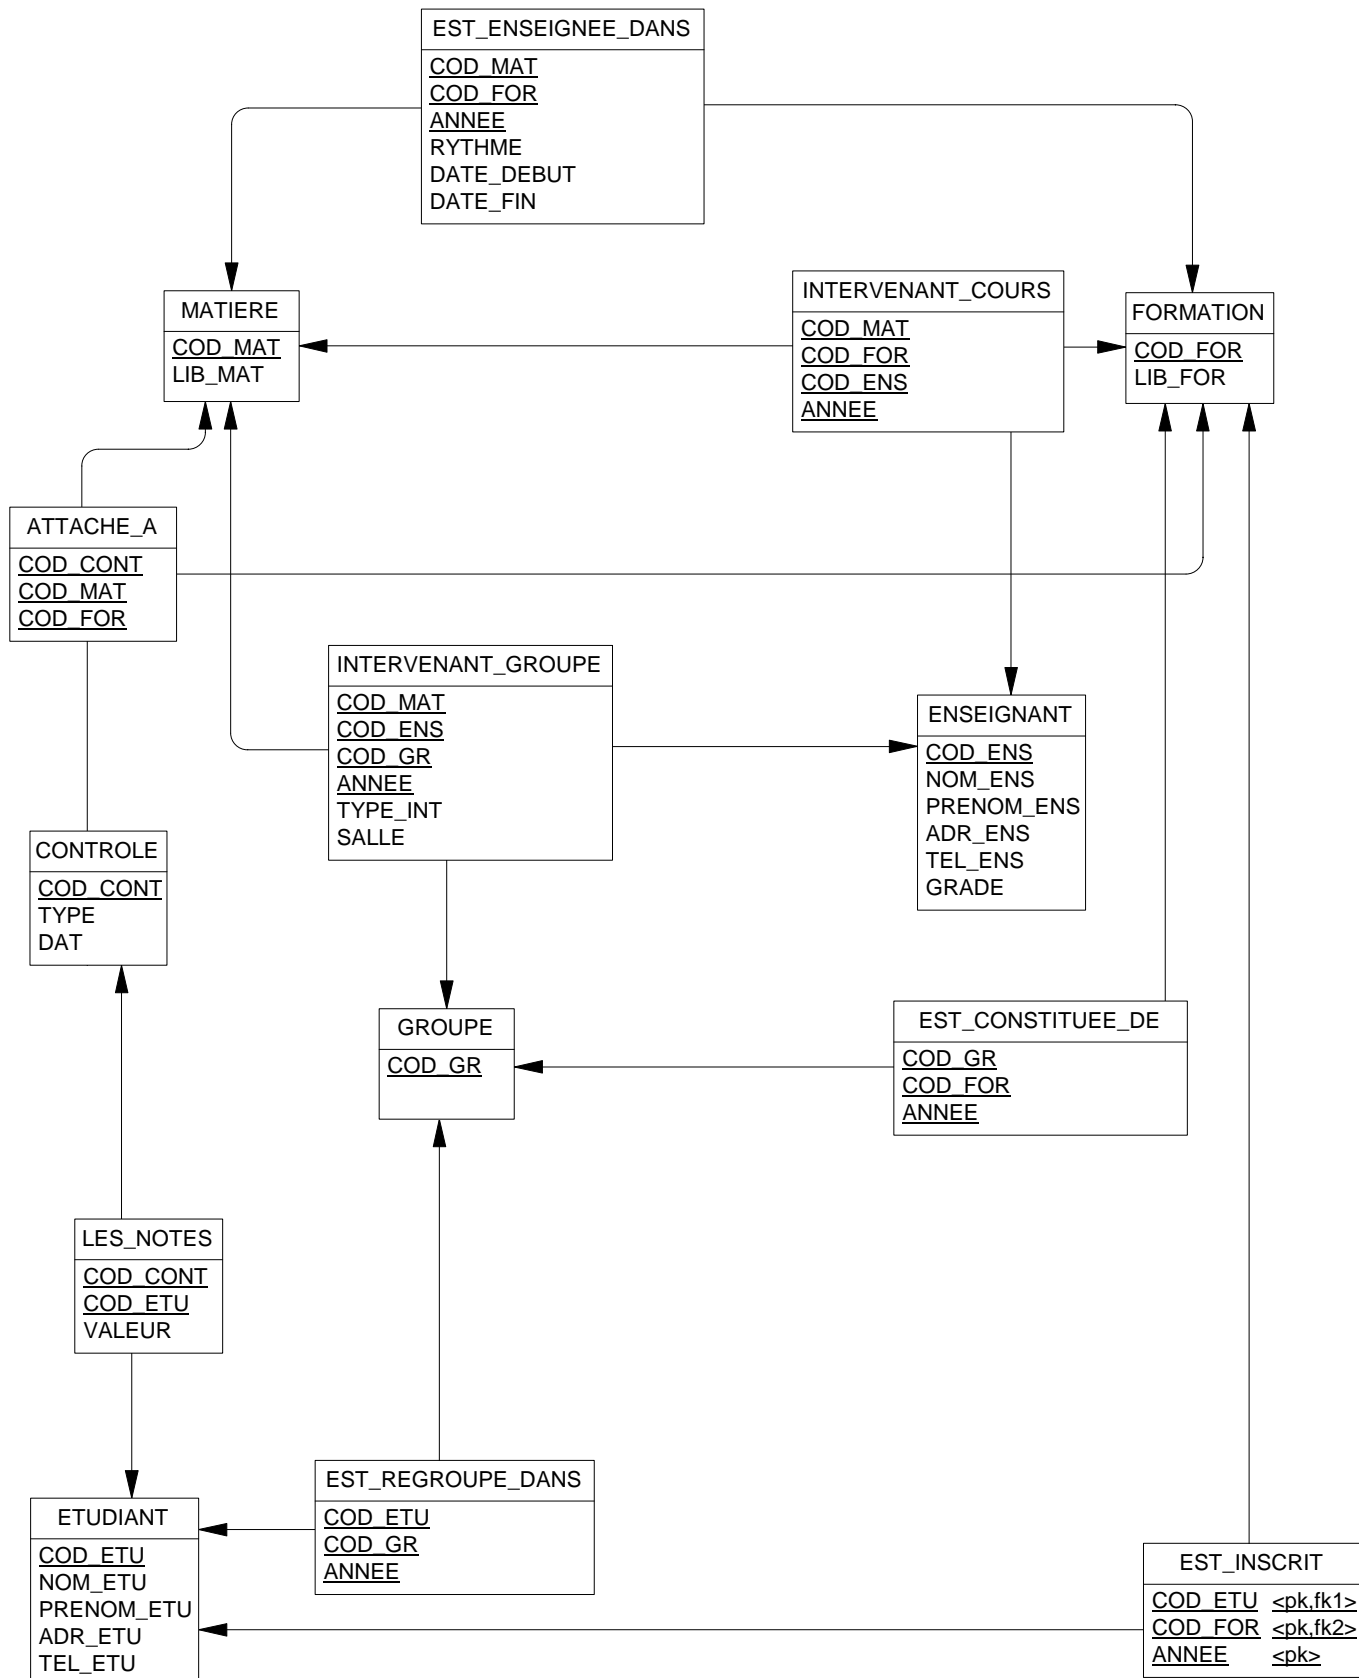 EST_ENSEIGNEE_DANS
COD_MAT
COD_FOR
ANNEE
RYTHME
DATE_DEBUT
DATE_FIN
MATIERE
COD_MAT
LIB_MAT
INTERVENANT_COURS
COD_MAT
COD_FOR
COD_ENS
ANNEE
FORMATION
COD_FOR
LIB_FOR
ATTACHE_A
COD_CONT
COD_MAT
COD_FOR
INTERVENANT_GROUPE
COD_MAT
COD_ENS
COD_GR
ANNEE
TYPE_INT
SALLE
ENSEIGNANT
COD_ENS
NOM_ENS
PRENOM_ENS
ADR_ENS
TEL_ENS
GRADE
CONTROLE
COD_CONT
TYPE
DAT
GROUPE
COD_GR
EST_CONSTITUEE_DE
COD_GR
COD_FOR
ANNEE
LES_NOTES
COD_CONT
COD_ETU
VALEUR
EST_REGROUPE_DANS
COD_ETU
COD_GR
ANNEE
ETUDIANT
COD_ETU
NOM_ETU
PRENOM_ETU
ADR_ETU
TEL_ETU
EST_INSCRIT
COD_ETU <pk,fk1>
COD_FOR <pk,fk2>
ANNEE <pk>